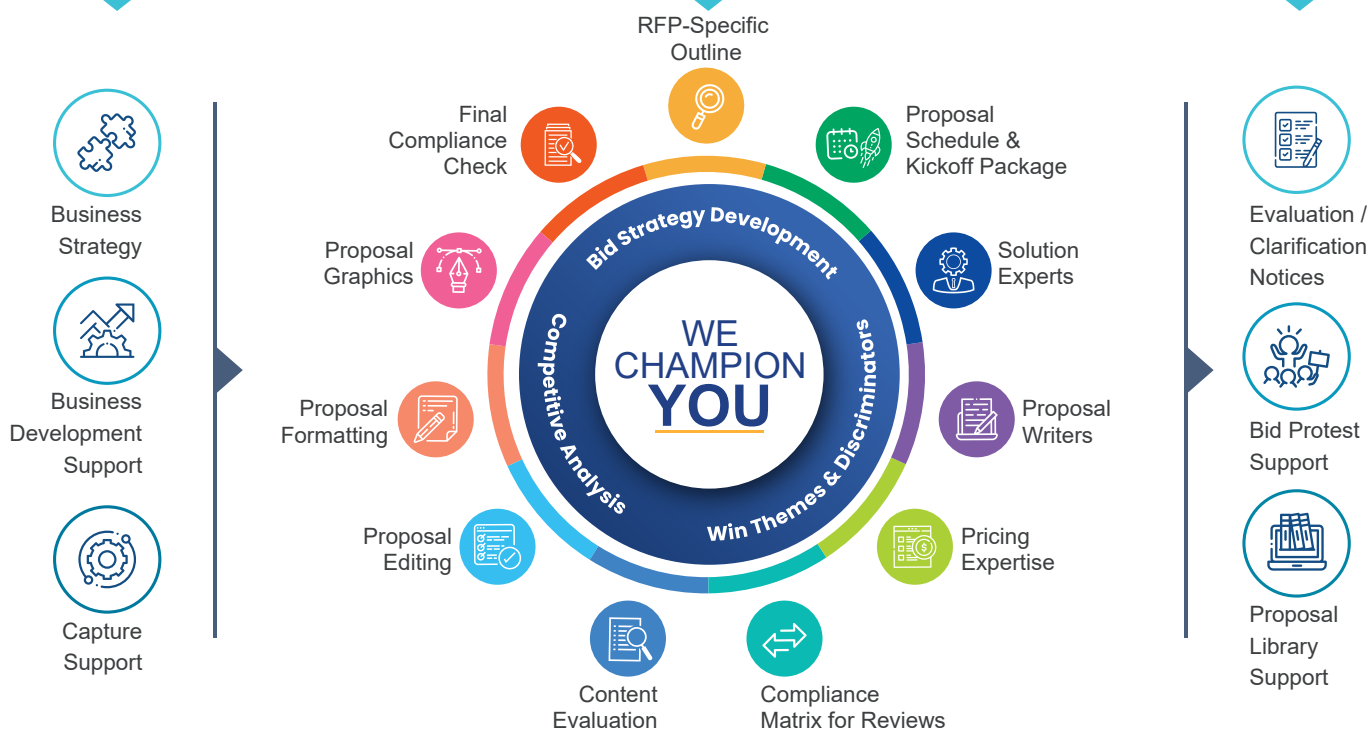 Business
Strategy
Business
Development
Support
Capture
Support
RFP-Specific
Outline
Proposal
Schedule &
Kickoff Package
Solution
Experts
Proposal
Writers
Pricing
Expertise
Compliance
Matrix for Reviews
Content
Evaluation
Proposal
Editing
Proposal
Formatting
Proposal
Graphics
Final
Compliance
Check
Bid Strategy Development
Win Themes & Discriminators
Competitive Analysis
WE
CHAMPION
YOU
Evaluation /
Clarification
Notices
Bid Protest
Support
Proposal
Library
Support